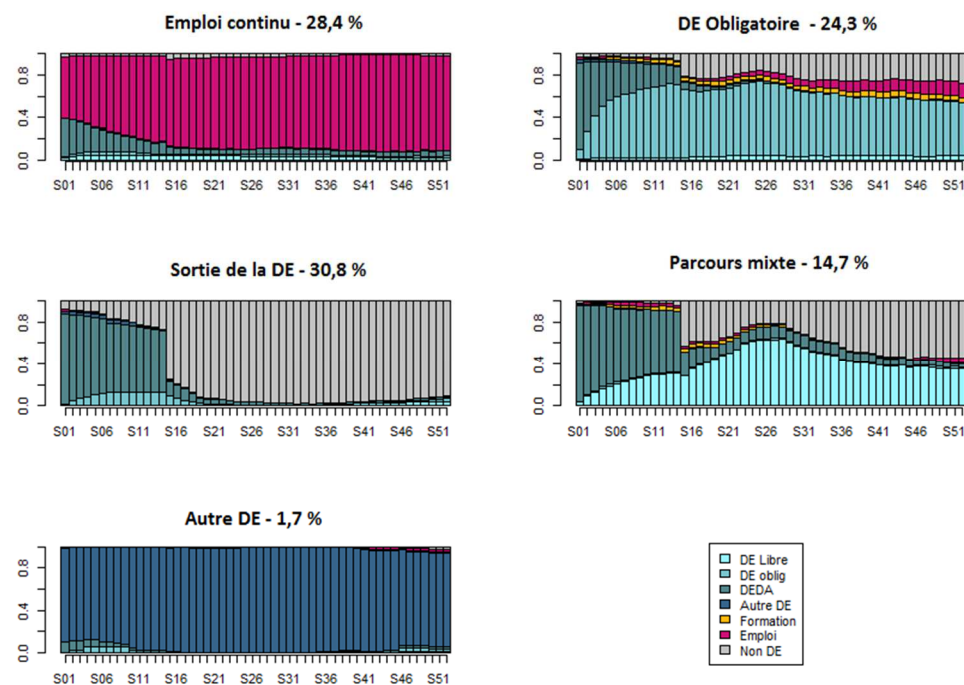 Emploi continu - 28,4 %
0.0 0.4 0.8
S01 S06 S11 S16 S21 S26 S31 S36 S41 S46 S51
DE Obligatoire - 24,3 %
0.0 0.4 0.8
S01 S06 S11 S16 S21 S26 S31 S36 S41 S46 S51
Sortie de la DE - 30,8 %
0.0 0.4 0.8
S01 S06 S11 S16 S21 S26 S31 S36 S41 S46 S51
Parcours mixte - 14,7 %
0.0 0.4 0.8
S01 S06 S11 S16 S21 S26 S31 S36 S41 S46 S51
Autre DE - 1,7 %
0.0 0.4 0.8
S01 S06 S11 S16 S21 S26 S31 S36 S41 S46 S51
DE Libre
DE oblig
DEDA
Autre DE
Formation
Emploi
Non DE